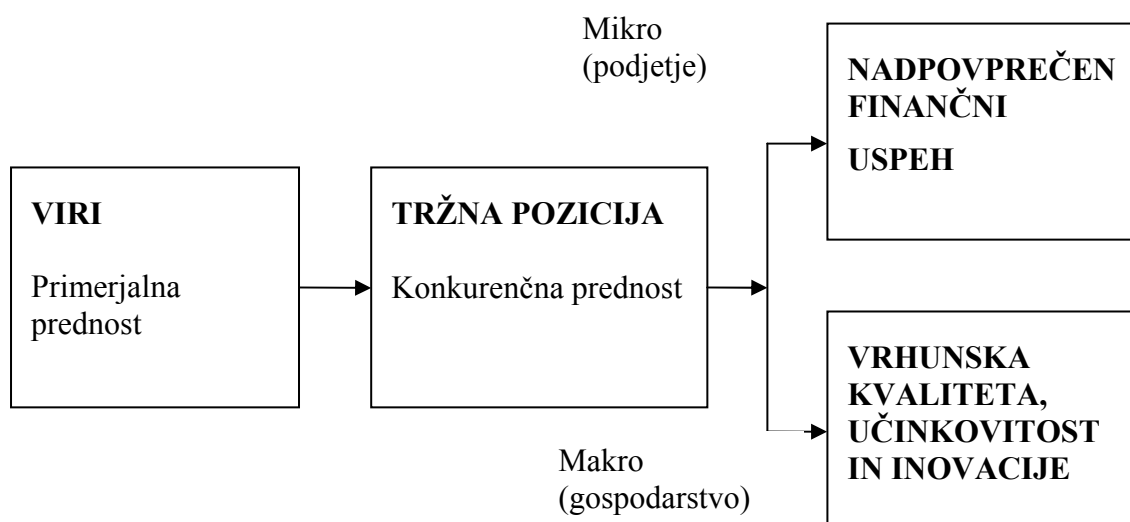 VIRI
Primerjalna
prednost
TRŽNA POZICIJA
Konkurenčna prednost
Mikro
(podjetje)
NADPOVPREČEN
FINANČNI
USPEH
Makro
(gospodarstvo)
VRHUNSKA
KVALITETA,
UČINKOVITOST
IN INOVACIJE